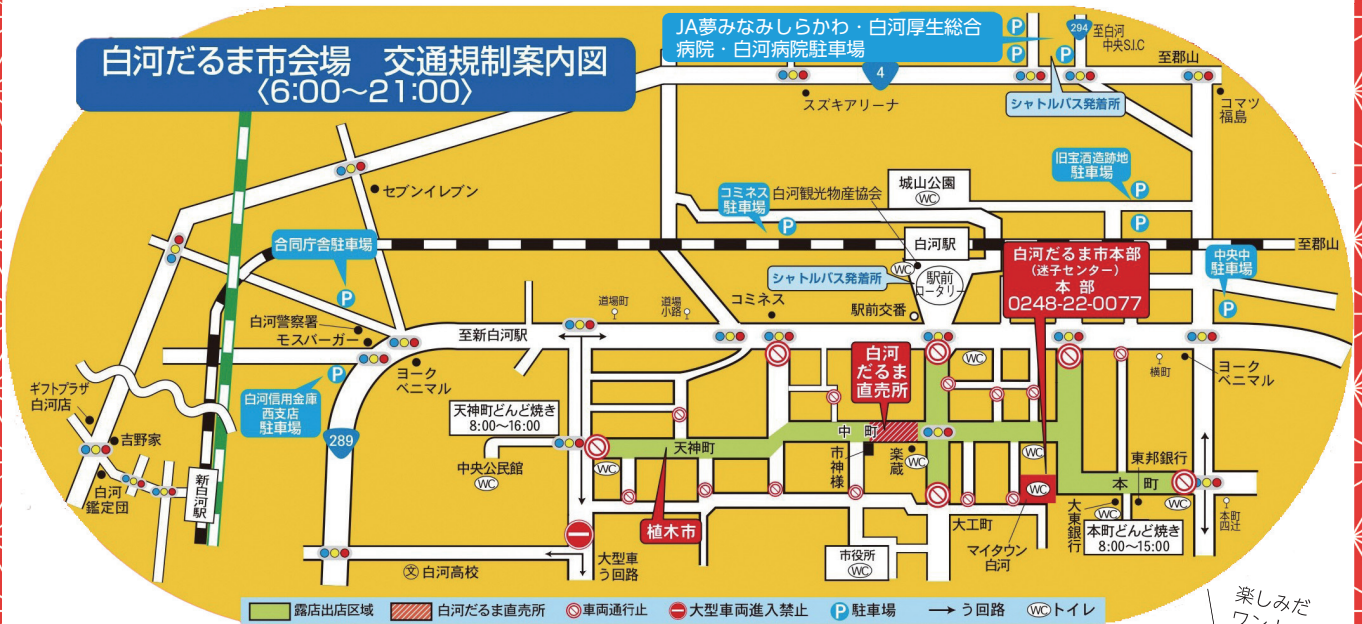 白河だるま市会場　交通規制案内図
〈6:00〜21:00〉
JA夢みなみしらかわ・白河厚生総合
病院・白河病院駐車場
P
P
P
P
294
至白河
中央S.I.C
至郡山
4
スズキアリーナ
シャトルバス発着所
コマツ
福島
セブンイレブン
旧宝酒造跡地
駐車場
P
P
城山公園
WC
コミネス
駐車場
P
白河観光物産協会
合同庁舎駐車場
P
白河駅
至郡山
白河だるま市本部
(迷子センター)
本 部
0248-22-0077
中央中
駐車場
P
シャトルバス発着所
WC
駅前
ロータリー
道場町
道場
小路
コミネス
駅前交番
白河警察署
モスバーガー
至新白河駅
ヨーク
ベニマル
白河
だるま
直売所
WC
横町
ヨーク
ベニマル
P
白河信用金庫
西支店
駐車場
ギフトプラザ
白河店
吉野家
白河
鑑定団
新白河駅
289
天神町どんど焼き
8:00〜16:00
中央公民館
WC
天神町
WC
中 町
市神様
楽蔵
WC
WC
WC
東邦銀行
本 町
WC
WC
大東銀行
本町どんど焼き
8:00〜15:00
本町
四辻
植木市
大工町
マイタウン
白河
市役所
WC
大型車
う回路
文
白河高校
露店出店区域
白河だるま直売所
車両通行止
大型車両進入禁止
P
駐車場
う回路
WC
トイレ
楽しみだ